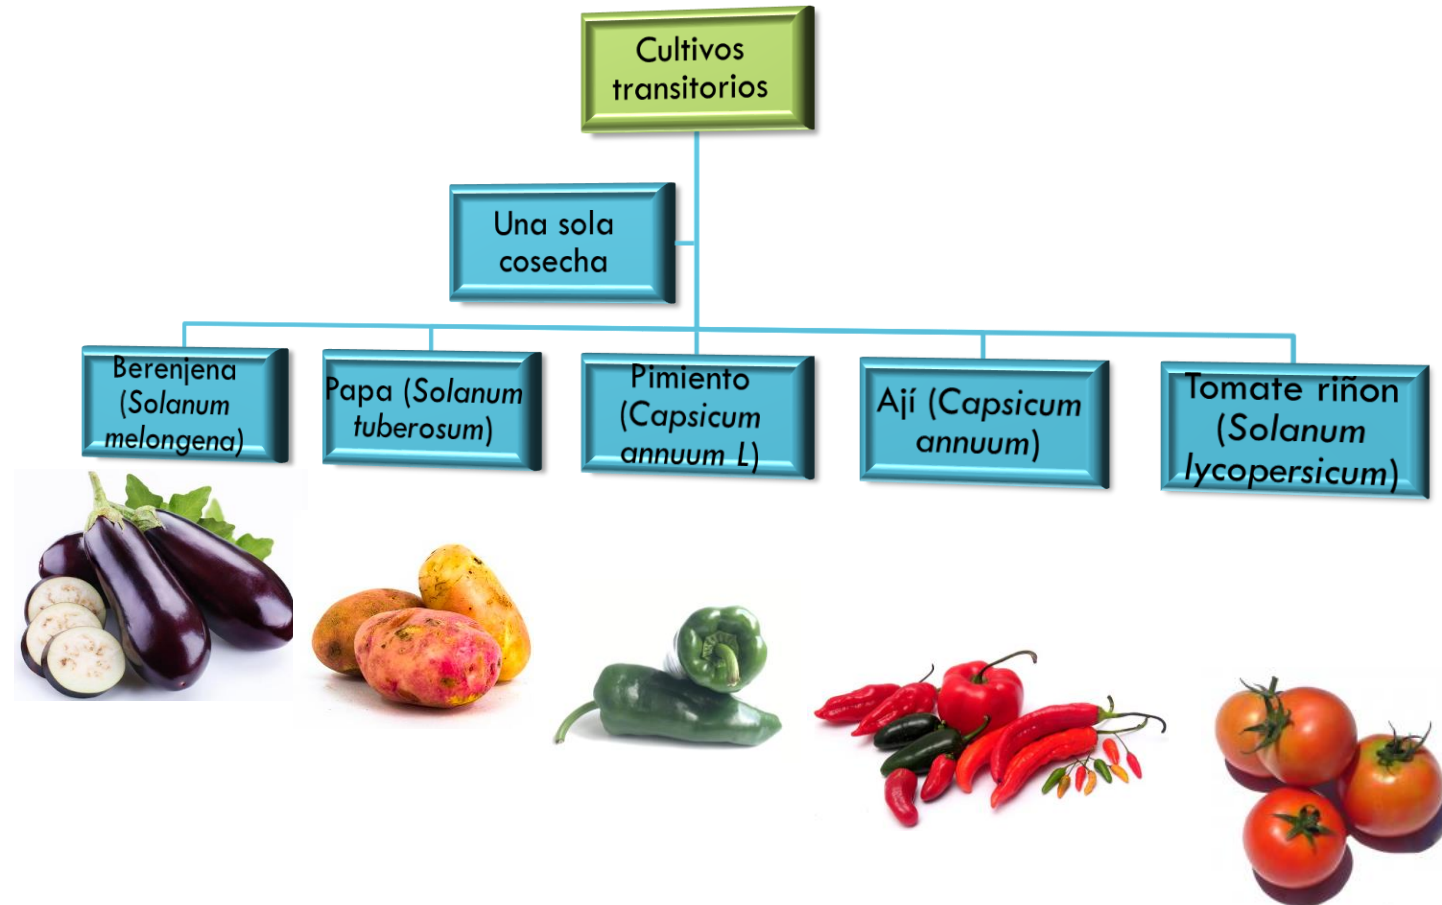 Cultivos
transitorios
Una sola
cosecha
Berenjena
(Solanum
melongena)
Papa (Solanum
tuberosum)
Pimiento
(Capsicum
annuum L)
Ají (Capsicum
annuum)
Tomate riñon
(Solanum
lycopersicum)